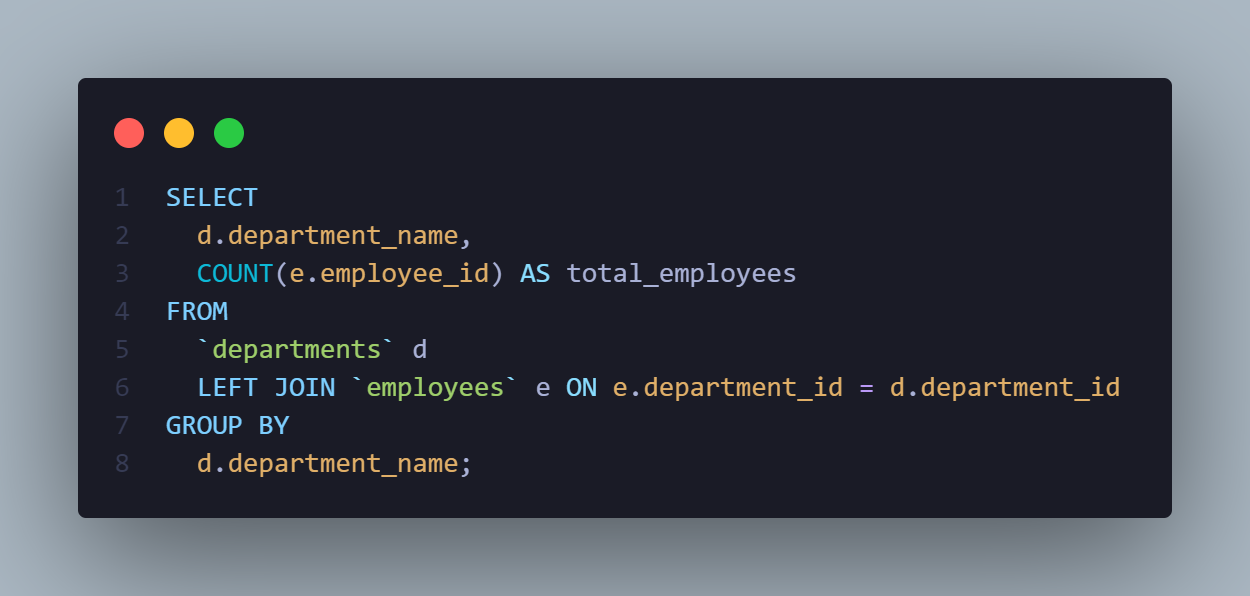 1 SELECT
2   d.department_name,
3   COUNT(e.employee_id) AS total_employees
4 FROM
5   `departments` d
6   LEFT JOIN `employees` e ON e.department_id = d.department_id
7 GROUP BY
8   d.department_name;